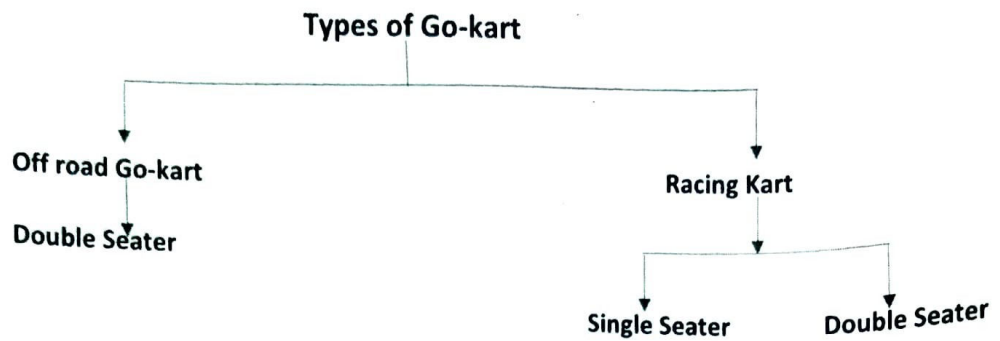 Types of Go-kart
Off road Go-kart
Racing Kart
Double Seater
Single Seater
Double Seater